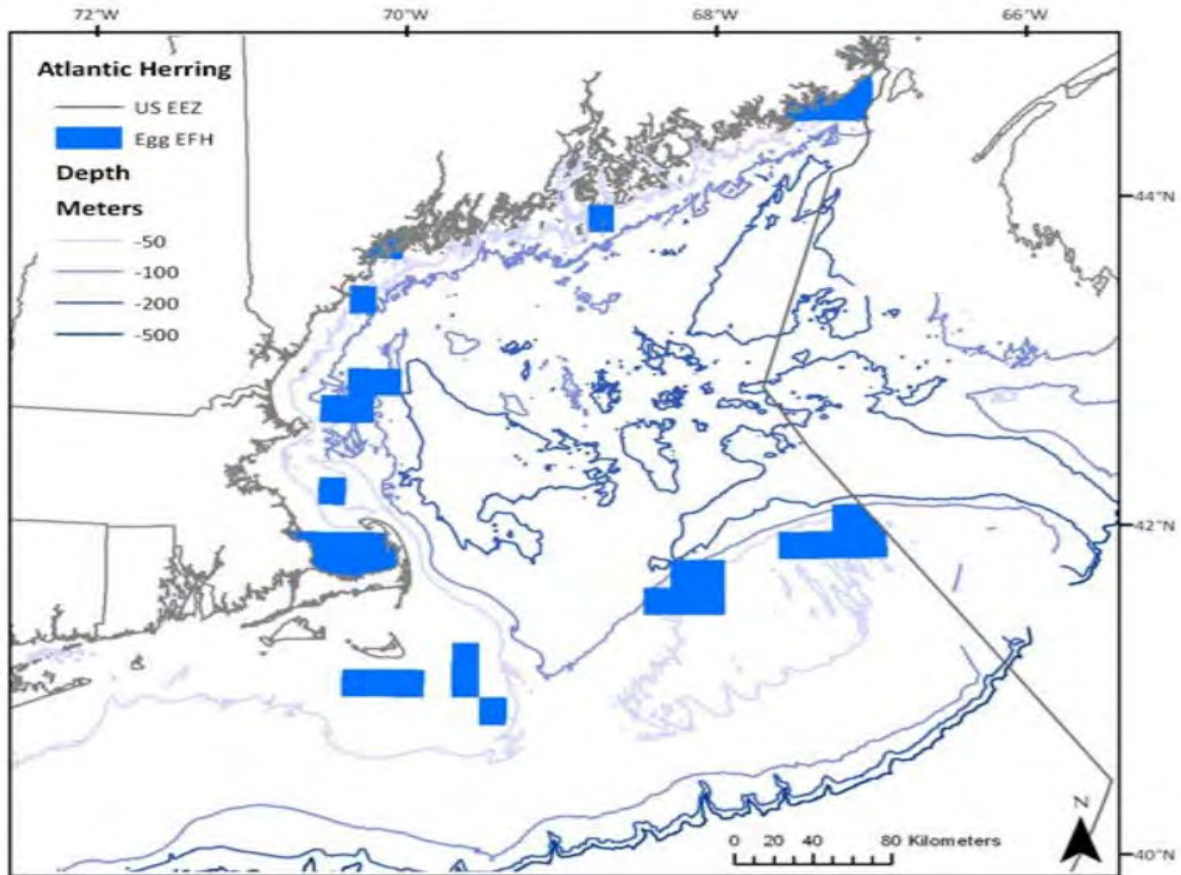 72°W 70°W 68°W 66°W
Atlantic Herring
US EEZ
Egg EFH
Depth
Meters
-50
-100
-200
-500
44°N
42°N
N
0 20 40 80 Kilometers
40°N